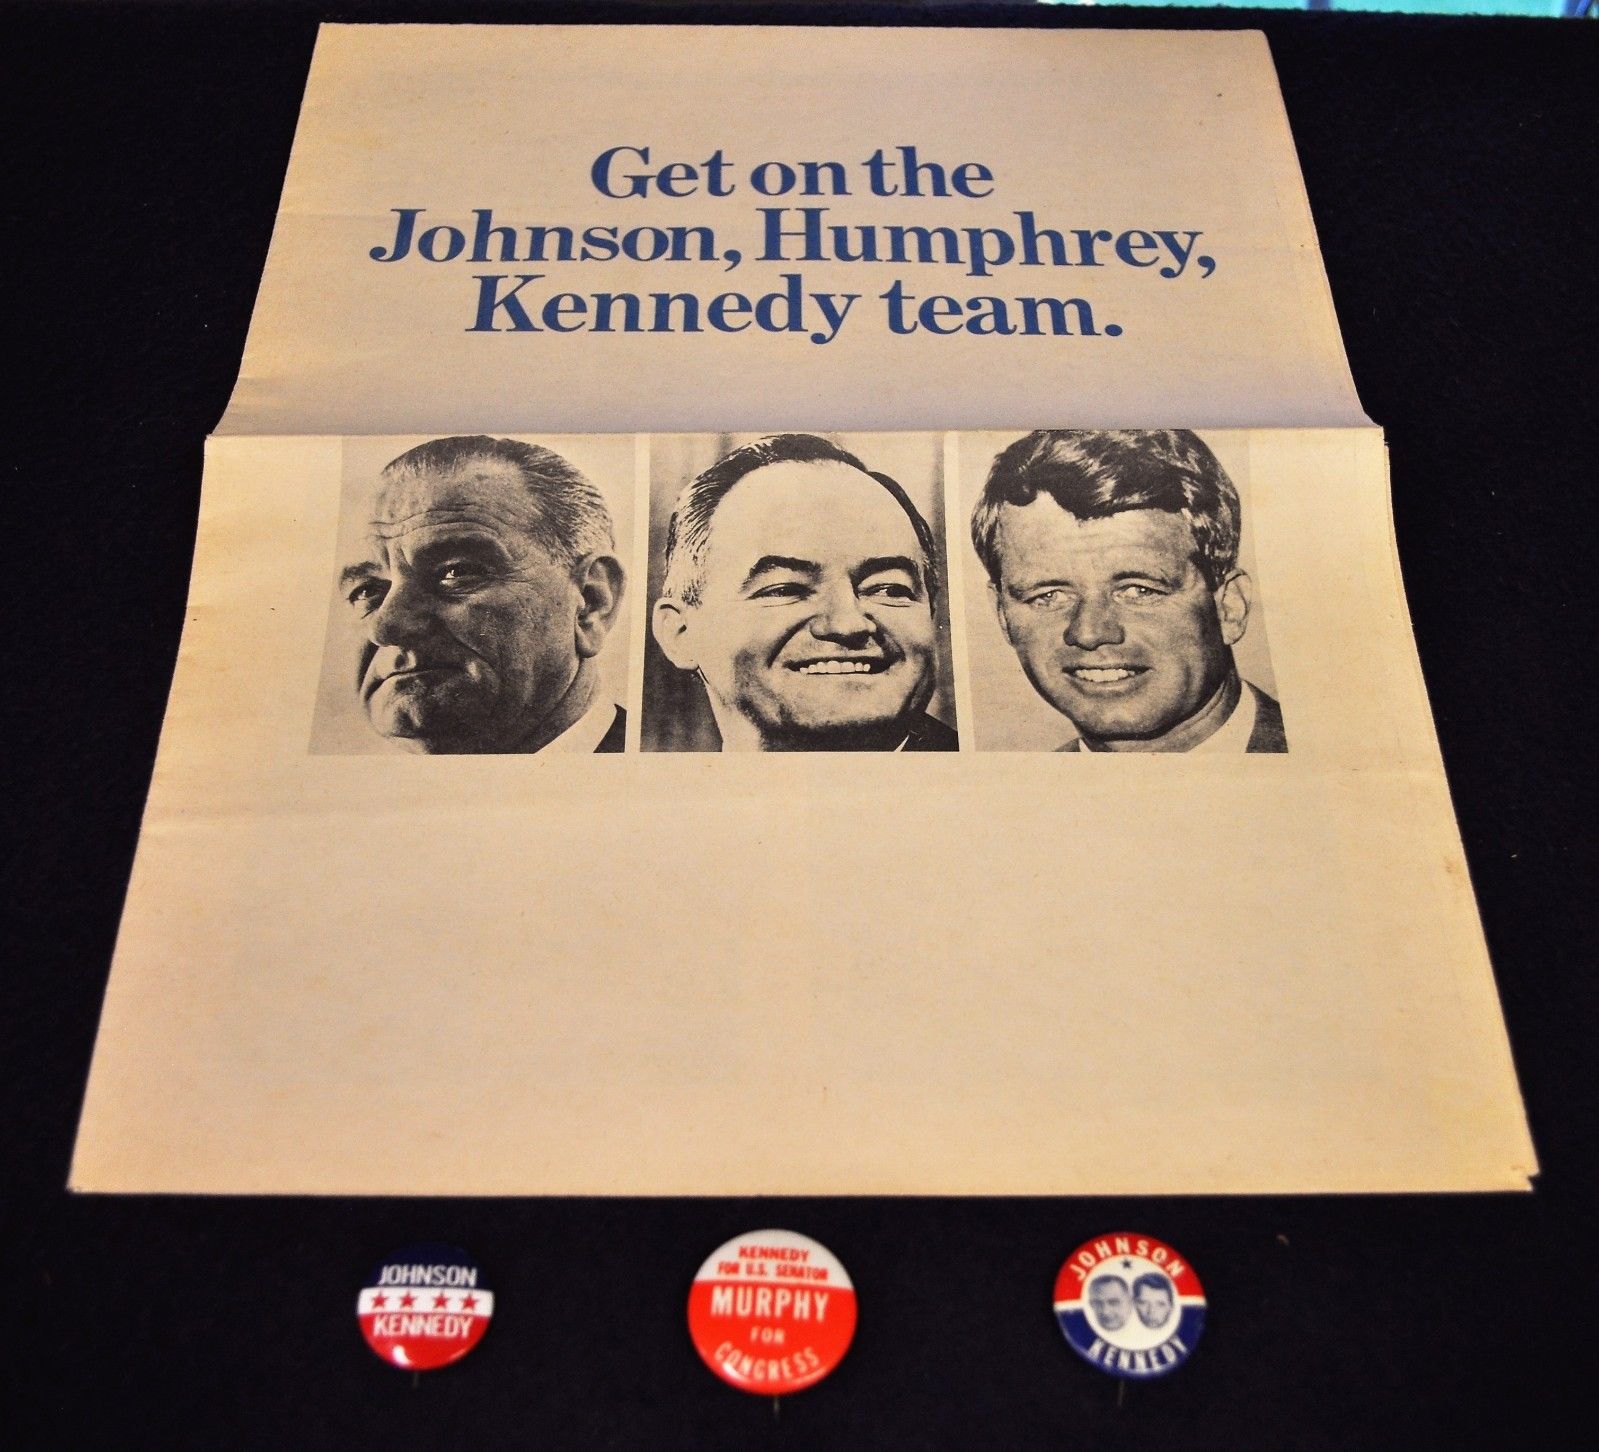 Get on the
Johnson, Humphrey,
Kennedy team.
JOHNSON
KENNEDY
KENNEDY
FOR U.S. SENATOR
MURPHY
FOR
CONGRESS
JOHNSON
KENNEDY